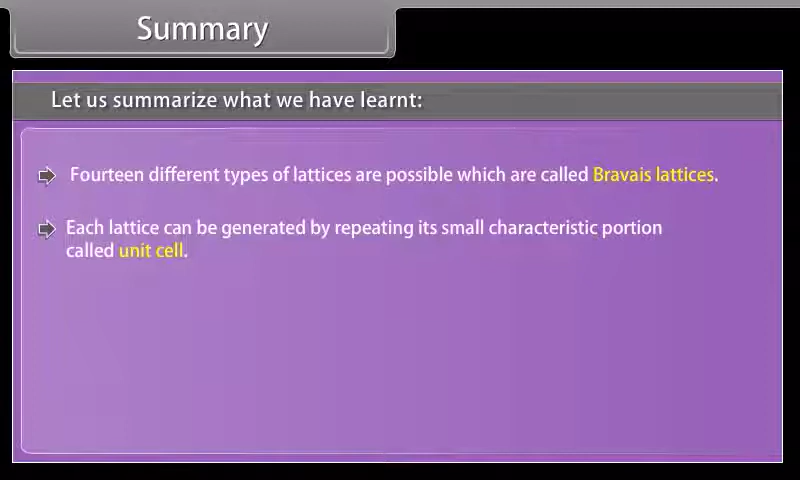 Summary
Let us summarize what we have learnt:
Fourteen different types of lattices are possible which are called Bravais lattices.
Each lattice can be generated by repeating its small characteristic portion
called unit cell.